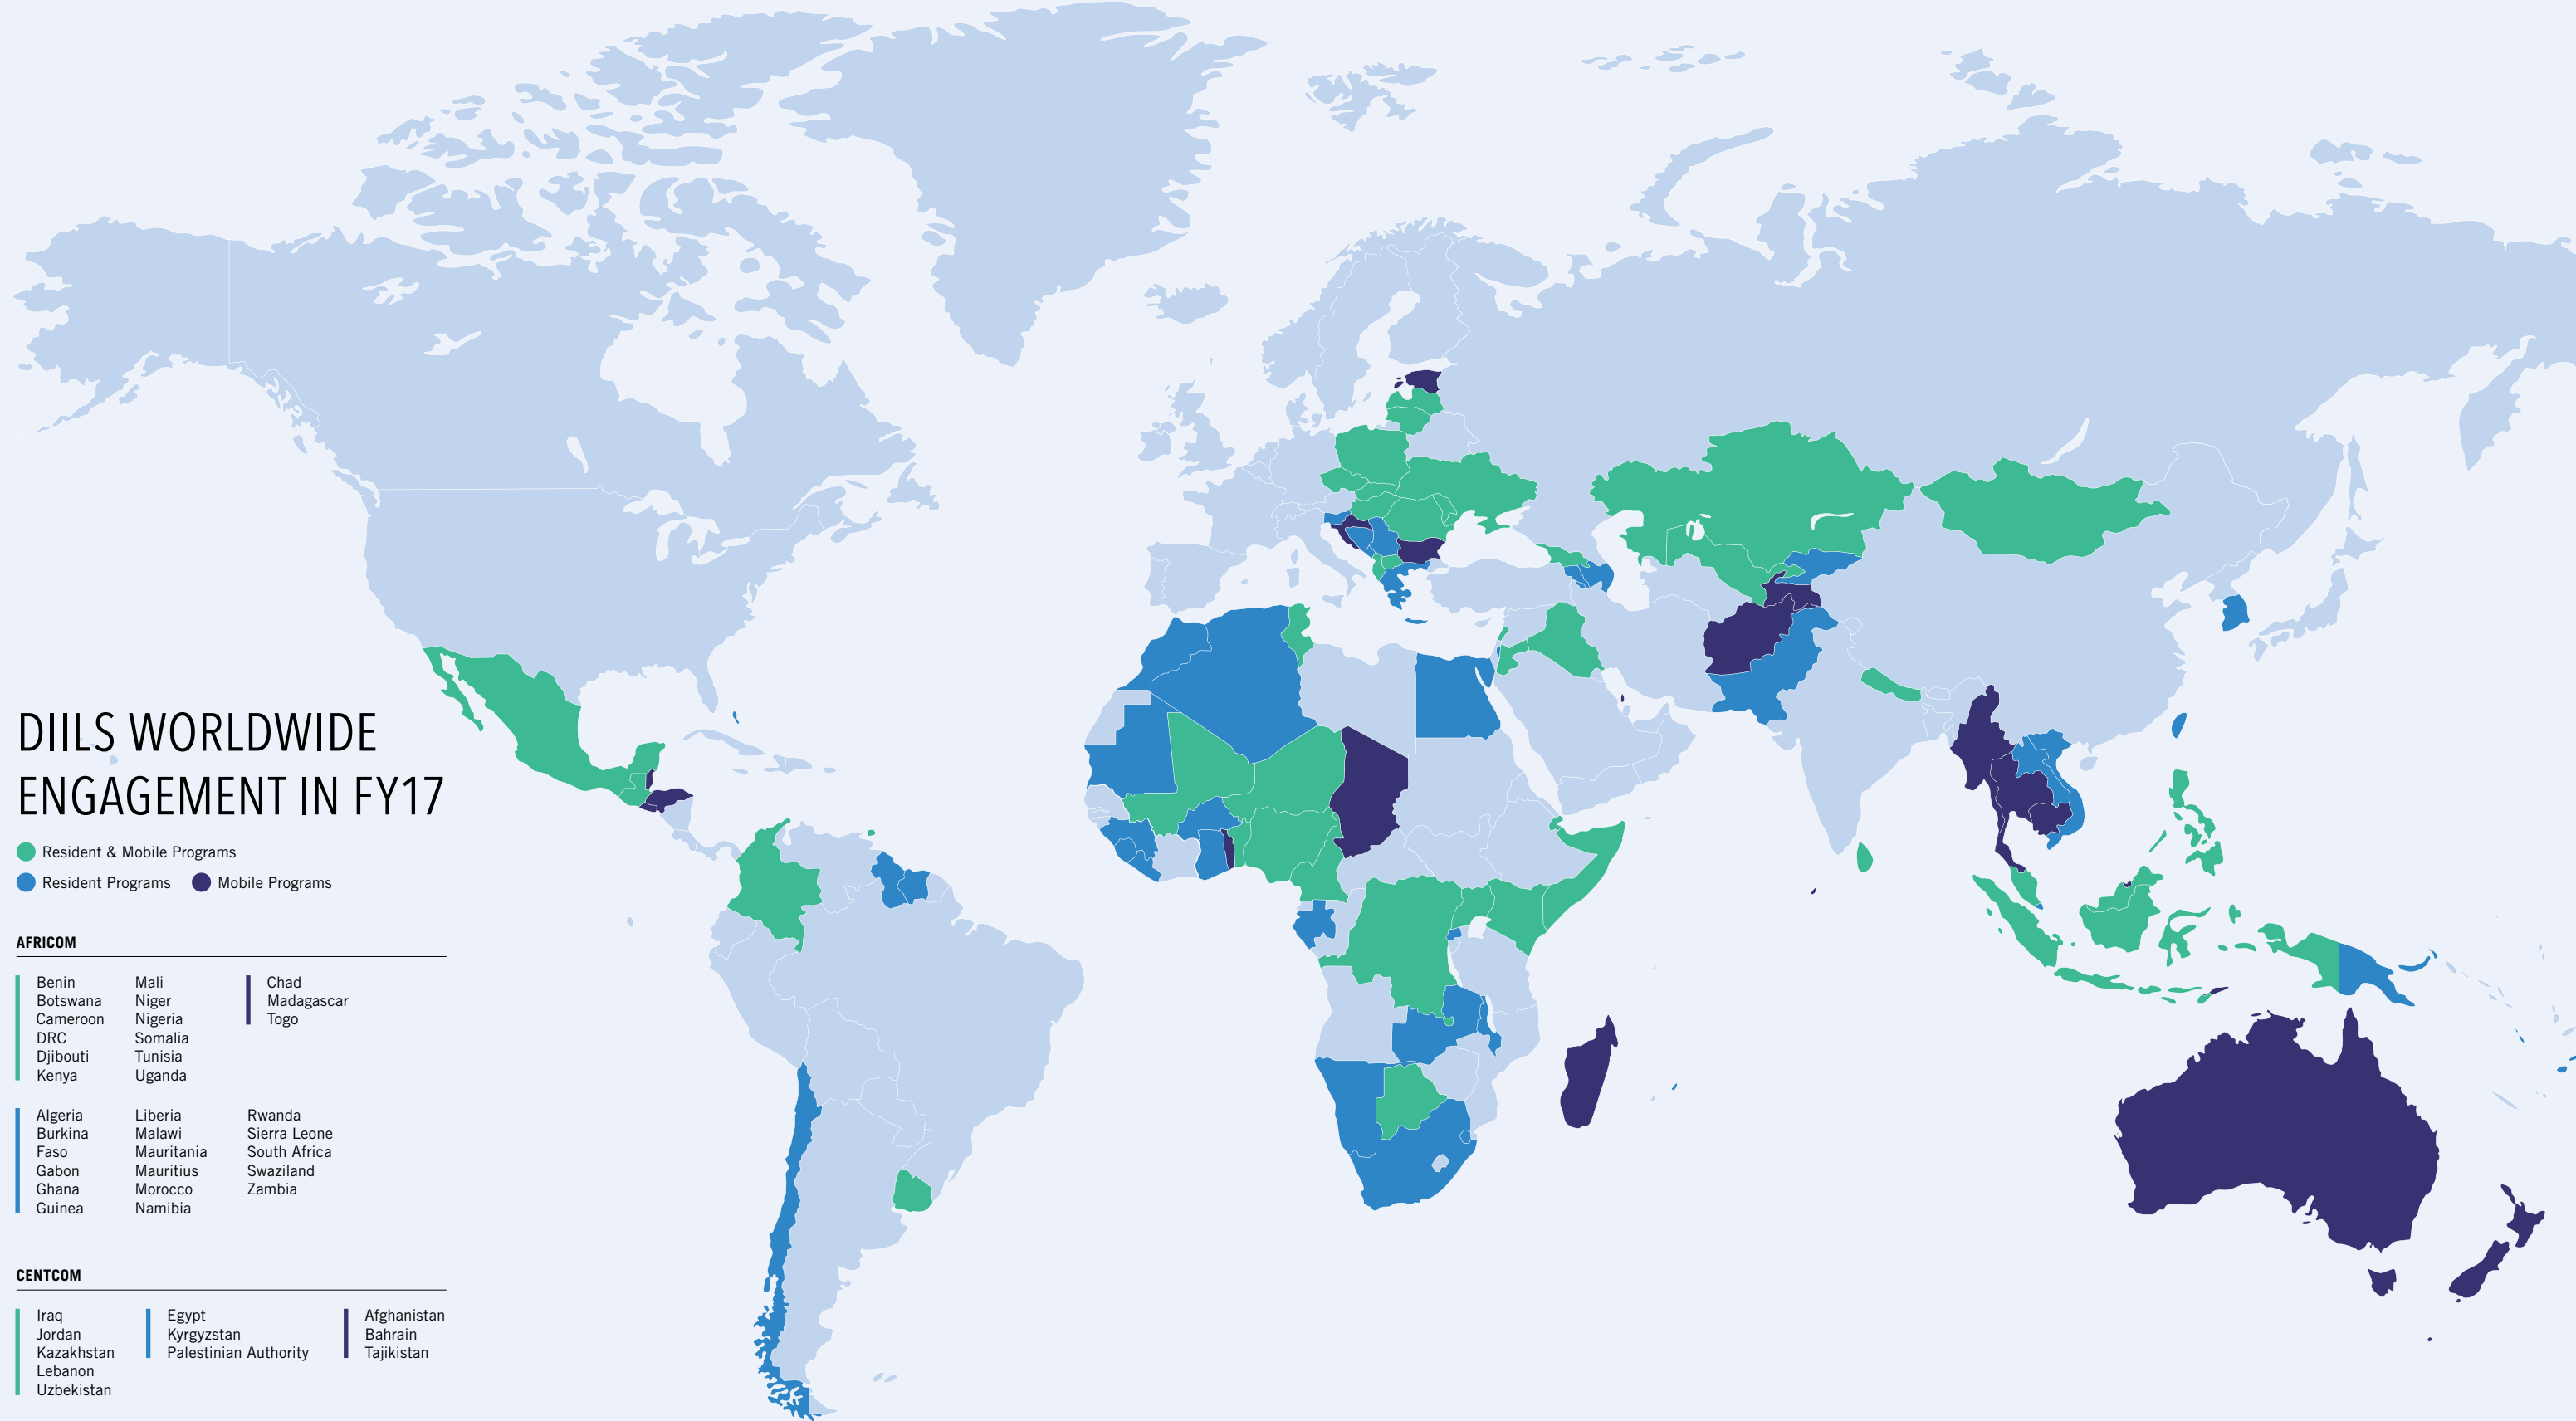 DIILS WORLDWIDE
ENGAGEMENT IN FY17
Resident & Mobile Programs
Resident Programs
Mobile Programs
AFRICOM
Benin
Botswana
Cameroon
DRC
Djibouti
Kenya
Mali
Niger
Nigeria
Somalia
Tunisia
Uganda
Chad
Madagascar
Togo
Algeria
Burkina
Faso
Gabon
Ghana
Guinea
Liberia
Malawi
Mauritania
Mauritius
Morocco
Namibia
Rwanda
Sierra Leone
South Africa
Swaziland
Zambia
CENTCOM
Iraq
Jordan
Kazakhstan
Lebanon
Uzbekistan
Egypt
Kyrgyzstan
Palestinian Authority
Afghanistan
Bahrain
Tajikistan